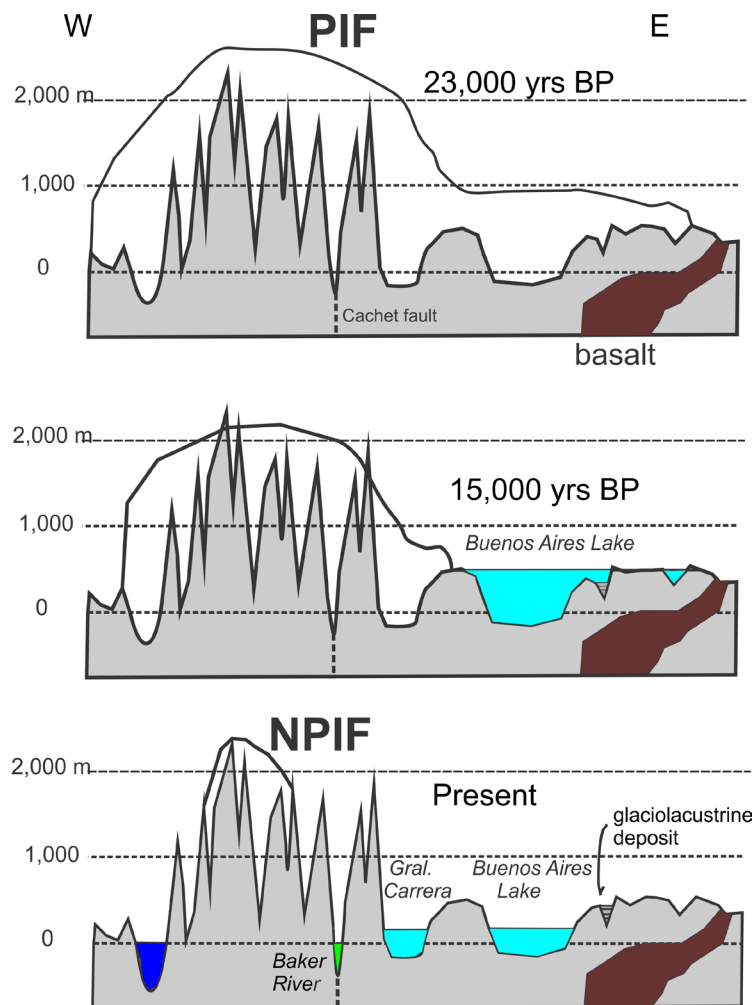 W
PIF
E
23,000 yrs BP
2,000 m
1,000
0
Cachet fault
basalt
2,000 m
15,000 yrs BP
1,000
Buenos Aires Lake
0
NPIF
2,000 m
Present
glaciolacustrine
deposit
1,000
Gral.
Carrera
Buenos Aires
Lake
0
Baker
River